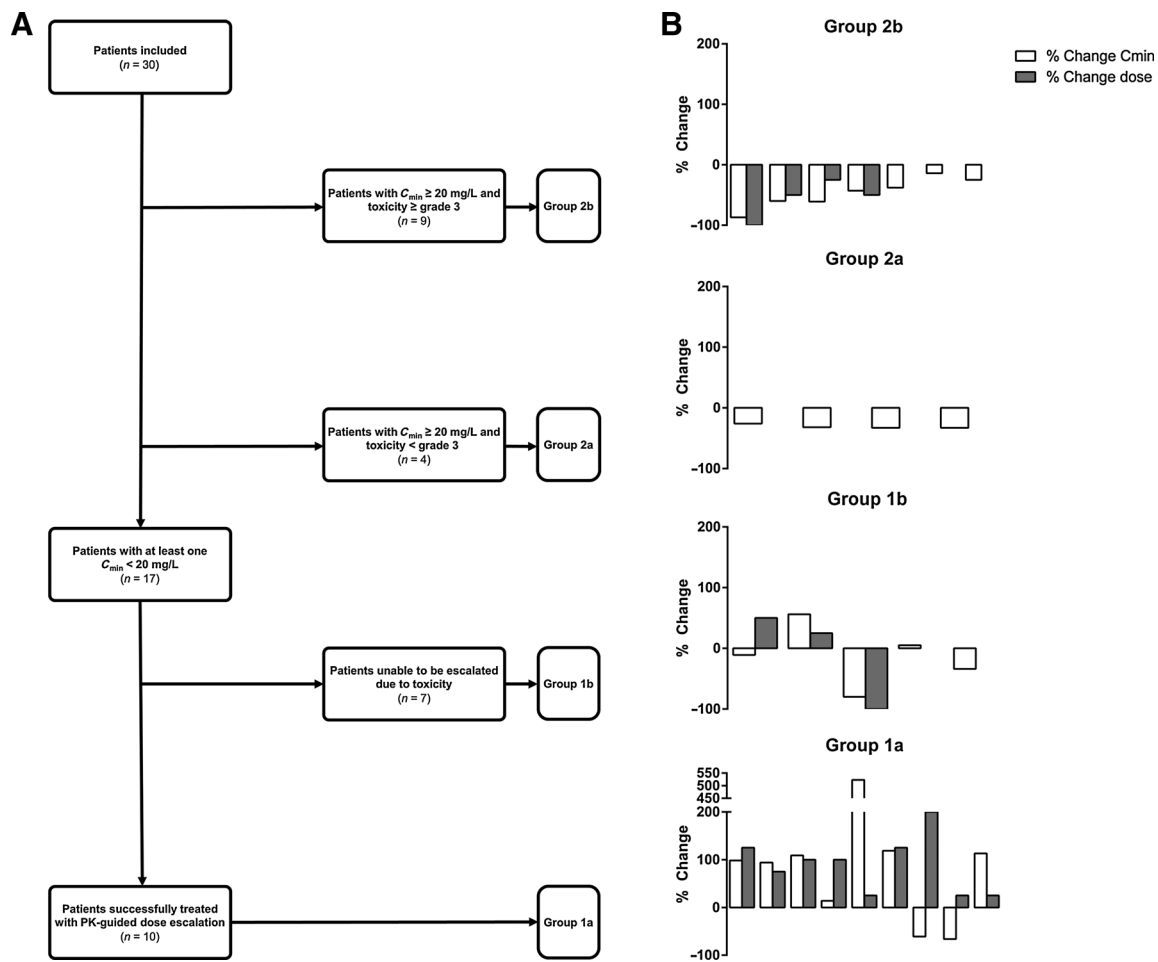 A
Patients included
(n = 30)
Patients with Cmin ≥ 20 mg/L and
toxicity ≥ grade 3
(n = 9)
Group 2b
Patients with Cmin ≥ 20 mg/L and
toxicity < grade 3
(n = 4)
Group 2a
Patients with at least one
Cmin < 20 mg/L
(n = 17)
Patients unable to be escalated
due to toxicity
(n = 7)
Group 1b
Patients successfully treated
with PK-guided dose escalation
(n = 10)
Group 1a
B
Group 2b
% Change Cmin
% Change dose
% Change
200
100
0
–100
Group 2a
% Change
200
100
0
–100
Group 1b
% Change
200
100
0
–100
Group 1a
% Change
550
500
450
200
100
0
–100